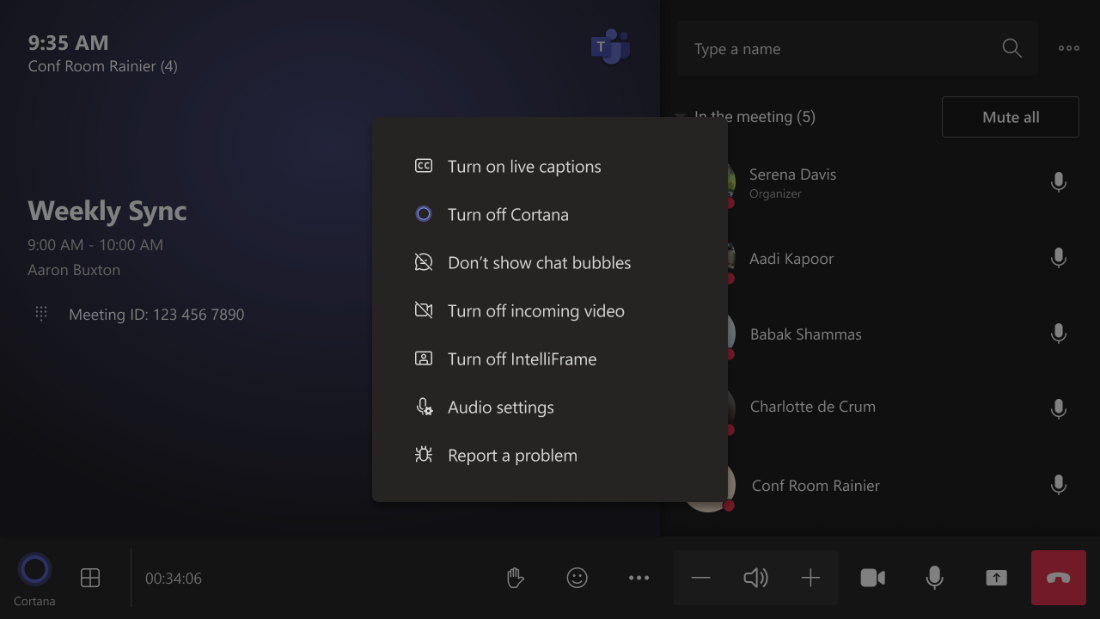 9:35 AM
Conf Room Rainier (4)
T
Type a name
In the meeting (5)
Mute all
Weekly Sync
9:00 AM - 10:00 AM
Aaron Buxton
Meeting ID: 123 456 7890
CC
Turn on live captions
Turn off Cortana
Don't show chat bubbles
Turn off incoming video
Turn off IntelliFrame
Audio settings
Report a problem
Serena Davis
Organizer
Aadi Kapoor
Babak Shammas
Charlotte de Crum
Conf Room Rainier
Cortana
00:34:06